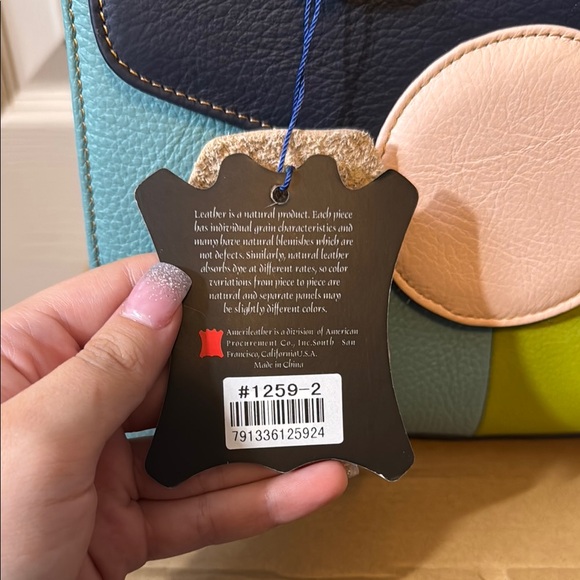 Leather is a natural product. Each piece
has individual grain characteristics and
many have natural blemishes which are
not defects. Similarly, natural leather
absorbs dye at different rates, so color
variations from piece to piece are
natural and separate panels may
be slightly different colors.
Amerileather is a division of American
Procurement Co., Inc.South San
Francisco, CaliforniaU.S.A.
Made in China
#1259-2
791336125924